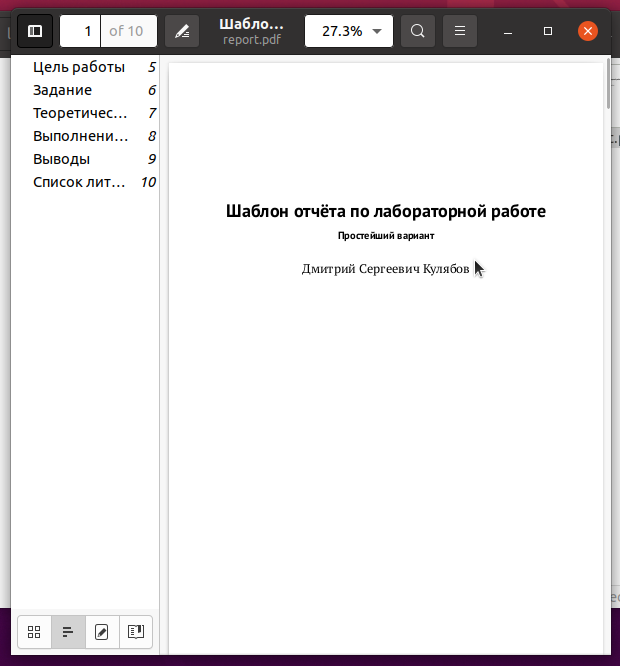 1 of 10
Шабло...
report.pdf
27.3%
Цель работы 5
Задание 6
Теоретичес... 7
Выполнени... 8
Выводы 9
Список лит... 10
Шаблон отчёта по лабораторной работе
Простейший вариант
Дмитрий Сергеевич Кулябов